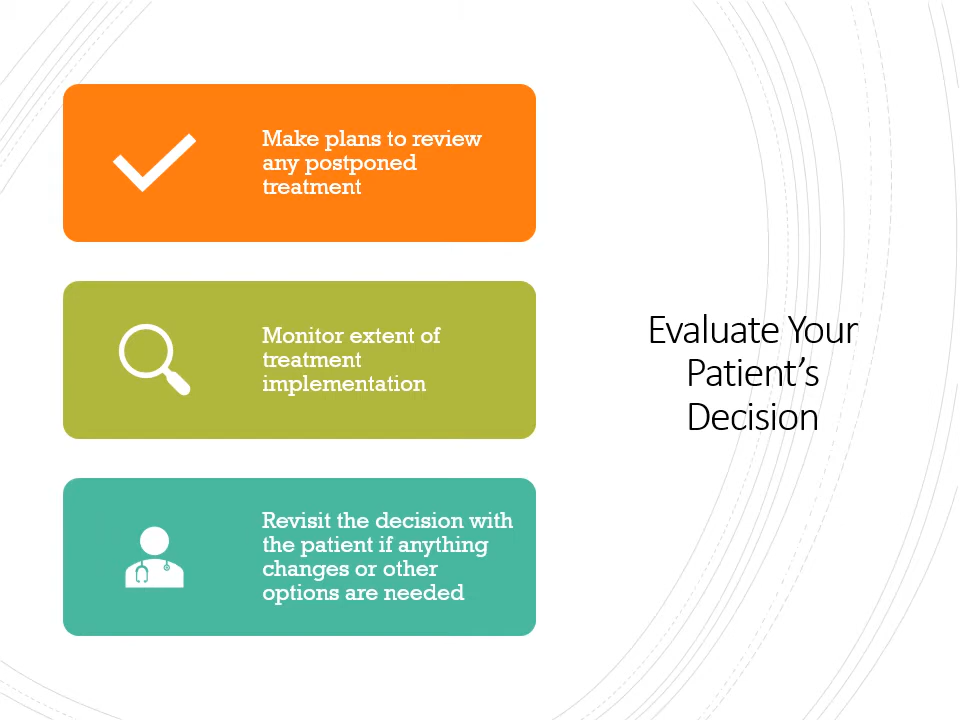 Make plans to review
any postponed
treatment
Monitor extent of
treatment
implementation
Revisit the decision with
the patient if anything
changes or other
options are needed
Evaluate Your
Patient’s
Decision